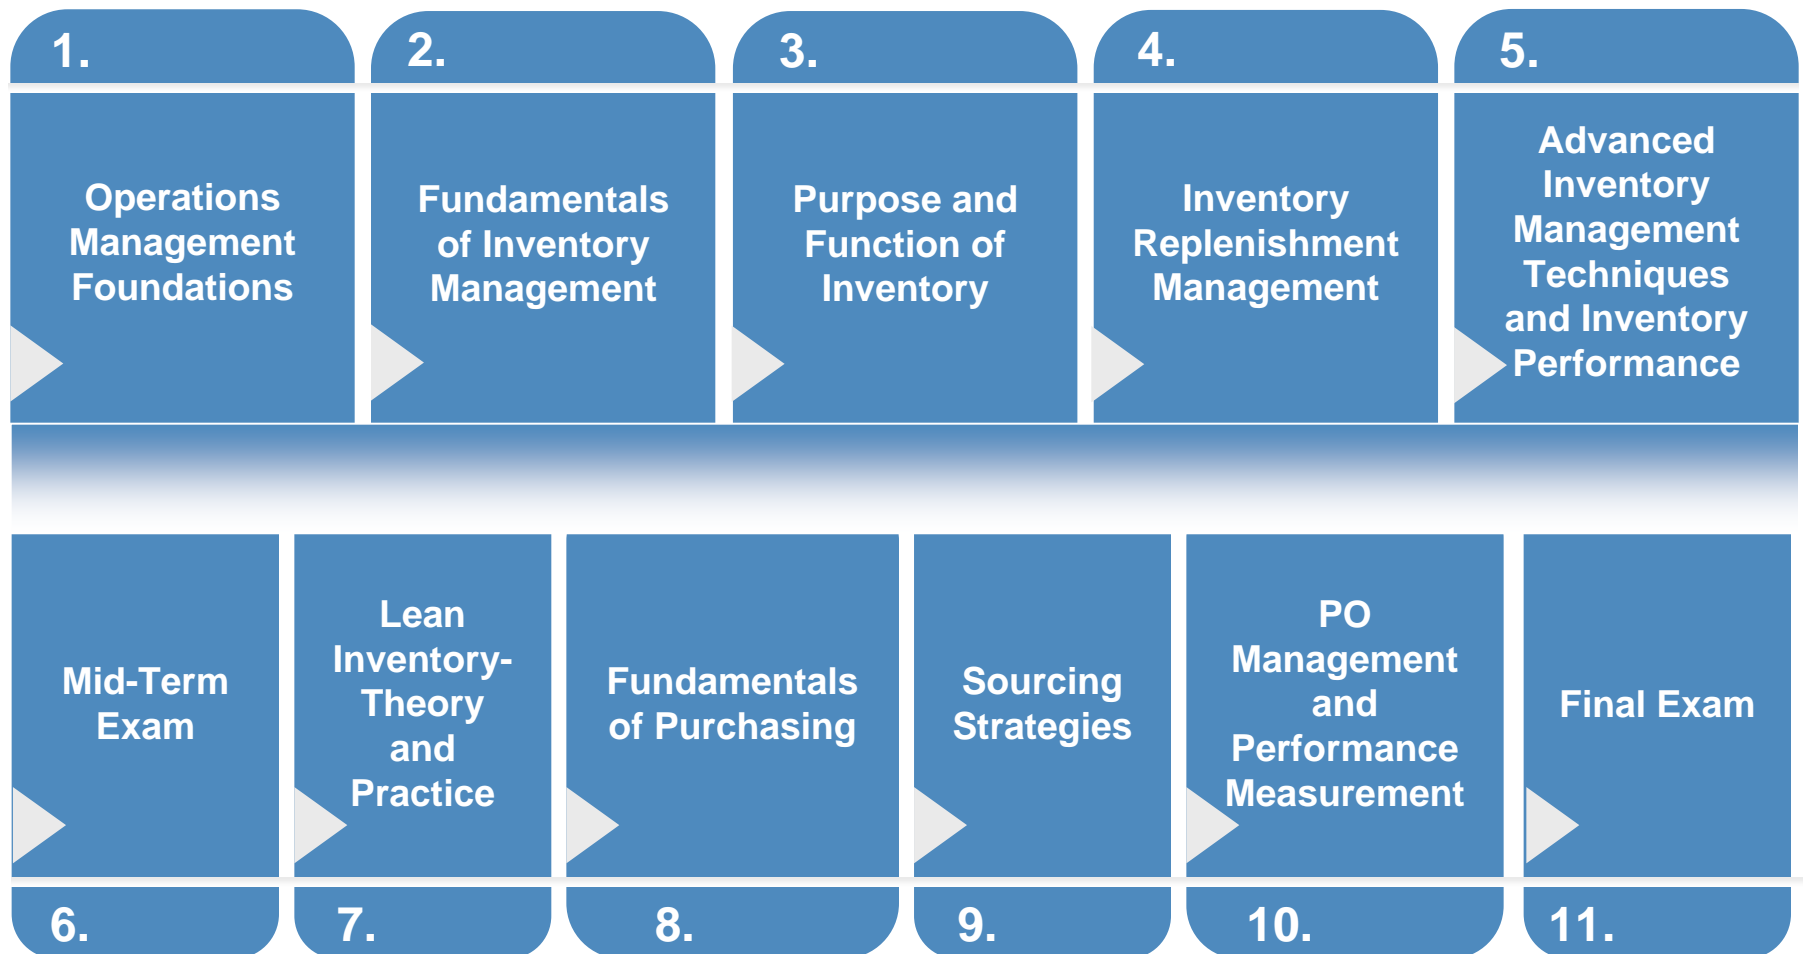 1.
Operations
Management
Foundations
2.
Fundamentals
of Inventory
Management
3.
Purpose and
Function of
Inventory
4.
Inventory
Replenishment
Management
5.
Advanced
Inventory
Management
Techniques
and Inventory
Performance
Mid-Term
Exam
6.
Lean
Inventory-
Theory
and
Practice
7.
Fundamentals
of Purchasing
8.
Sourcing
Strategies
9.
PO
Management
and
Performance
Measurement
10.
Final Exam
11.